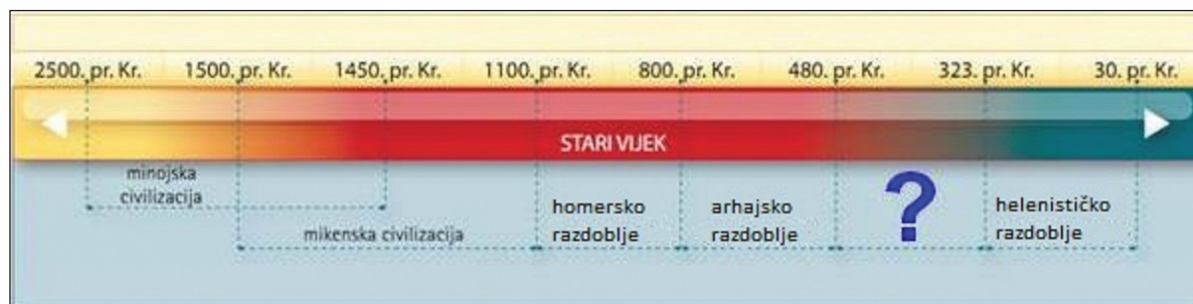 2500. pr. Kr. 1500. pr. Kr. 1450. pr. Kr. 1100. pr. Kr. 800. pr. Kr. 480. pr. Kr. 323. pr. Kr. 30. pr. Kr.
STARI VIJEK
minojska
civilizacija
mikenska civilizacija
homersko
razdoblje
arhajsko
razdoblje
?
helenističko
razdoblje